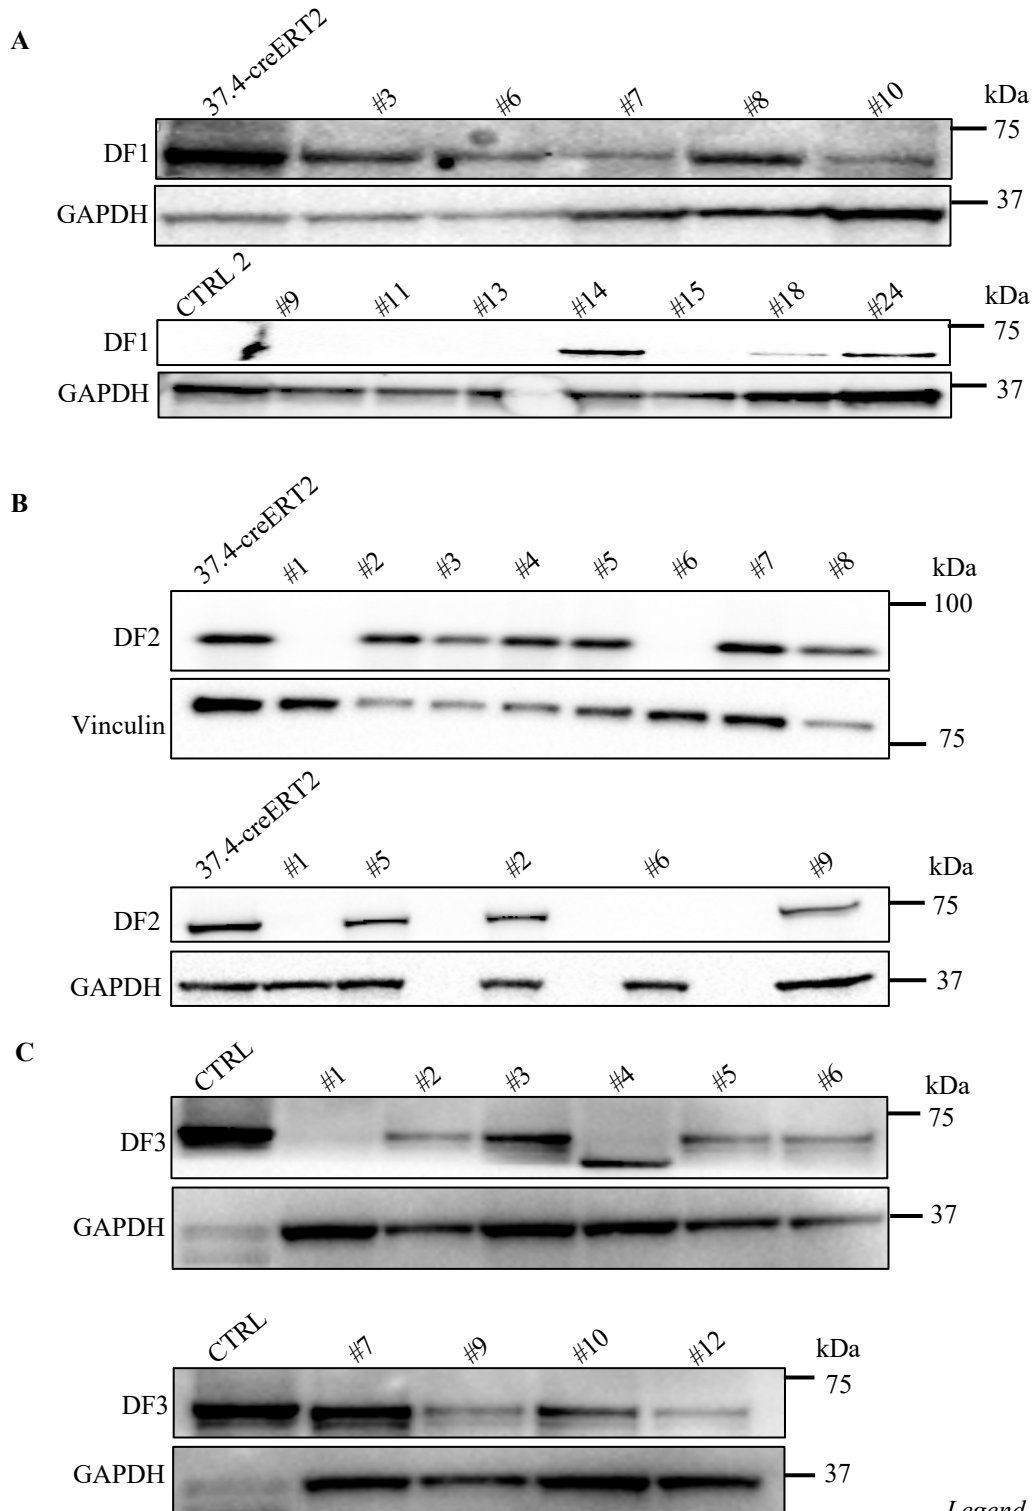 A
37.4-creERT2 #3 #6 #7 #8 #10 kDa
DF1 75
GAPDH 37
CTRL 2 #9 #11 #13 #14 #15 #18 #24 kDa
DF1 75
GAPDH 37
B
37.4-creERT2 #1 #2 #3 #4 #5 #6 #7 #8 kDa
DF2 100
Vinculin 75
37.4-creERT2 #1 #5 #2 #6 #9 kDa
DF2 75
GAPDH 37
C
CTRL #1 #2 #3 #4 #5 #6 kDa
DF3 75
GAPDH 37
CTRL #7 #9 #10 #12 kDa
DF3 75
GAPDH 37
Legend